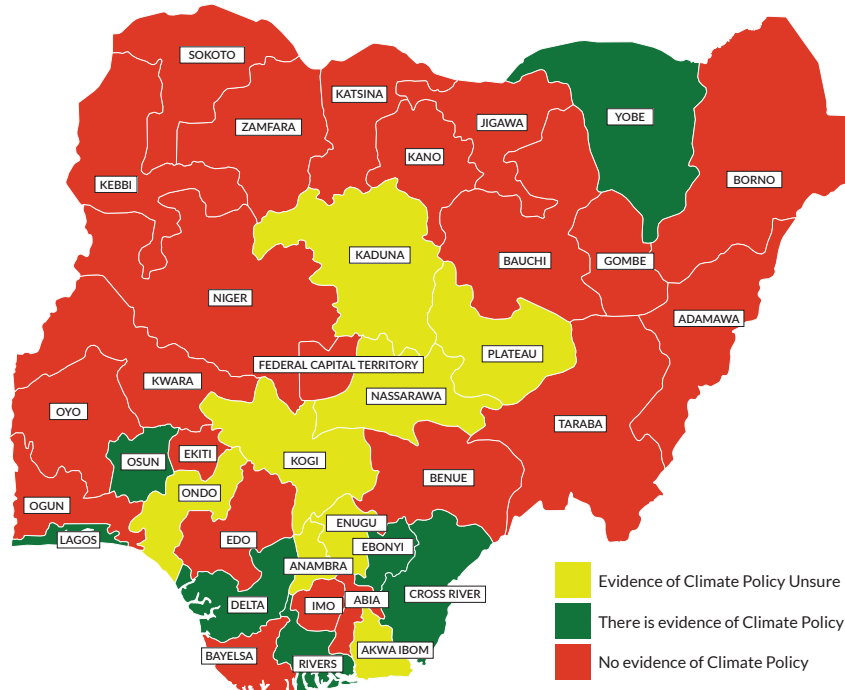 SOKOTO
KATSINA
ZAMFARA
JIGAWA
YOBE
KANO
KEBBI
BORNO
KADUNA
BAUCHI
GOMBE
NIGER
ADAMAWA
PLATEAU
FEDERAL CAPITAL TERRITORY
KWARA
NASSARAWA
OYO
TARABA
OSUN
EKITI
KOGI
BENUE
ONDO
OGUN
ENUGU
LAGOS
EDO
EBONYI
ANAMBRA
CROSS RIVER
DELTA
IMO
ABIA
BAYELSA
AKWA IBOM
RIVERS
Evidence of Climate Policy Unsure
There is evidence of Climate Policy
No evidence of Climate Policy